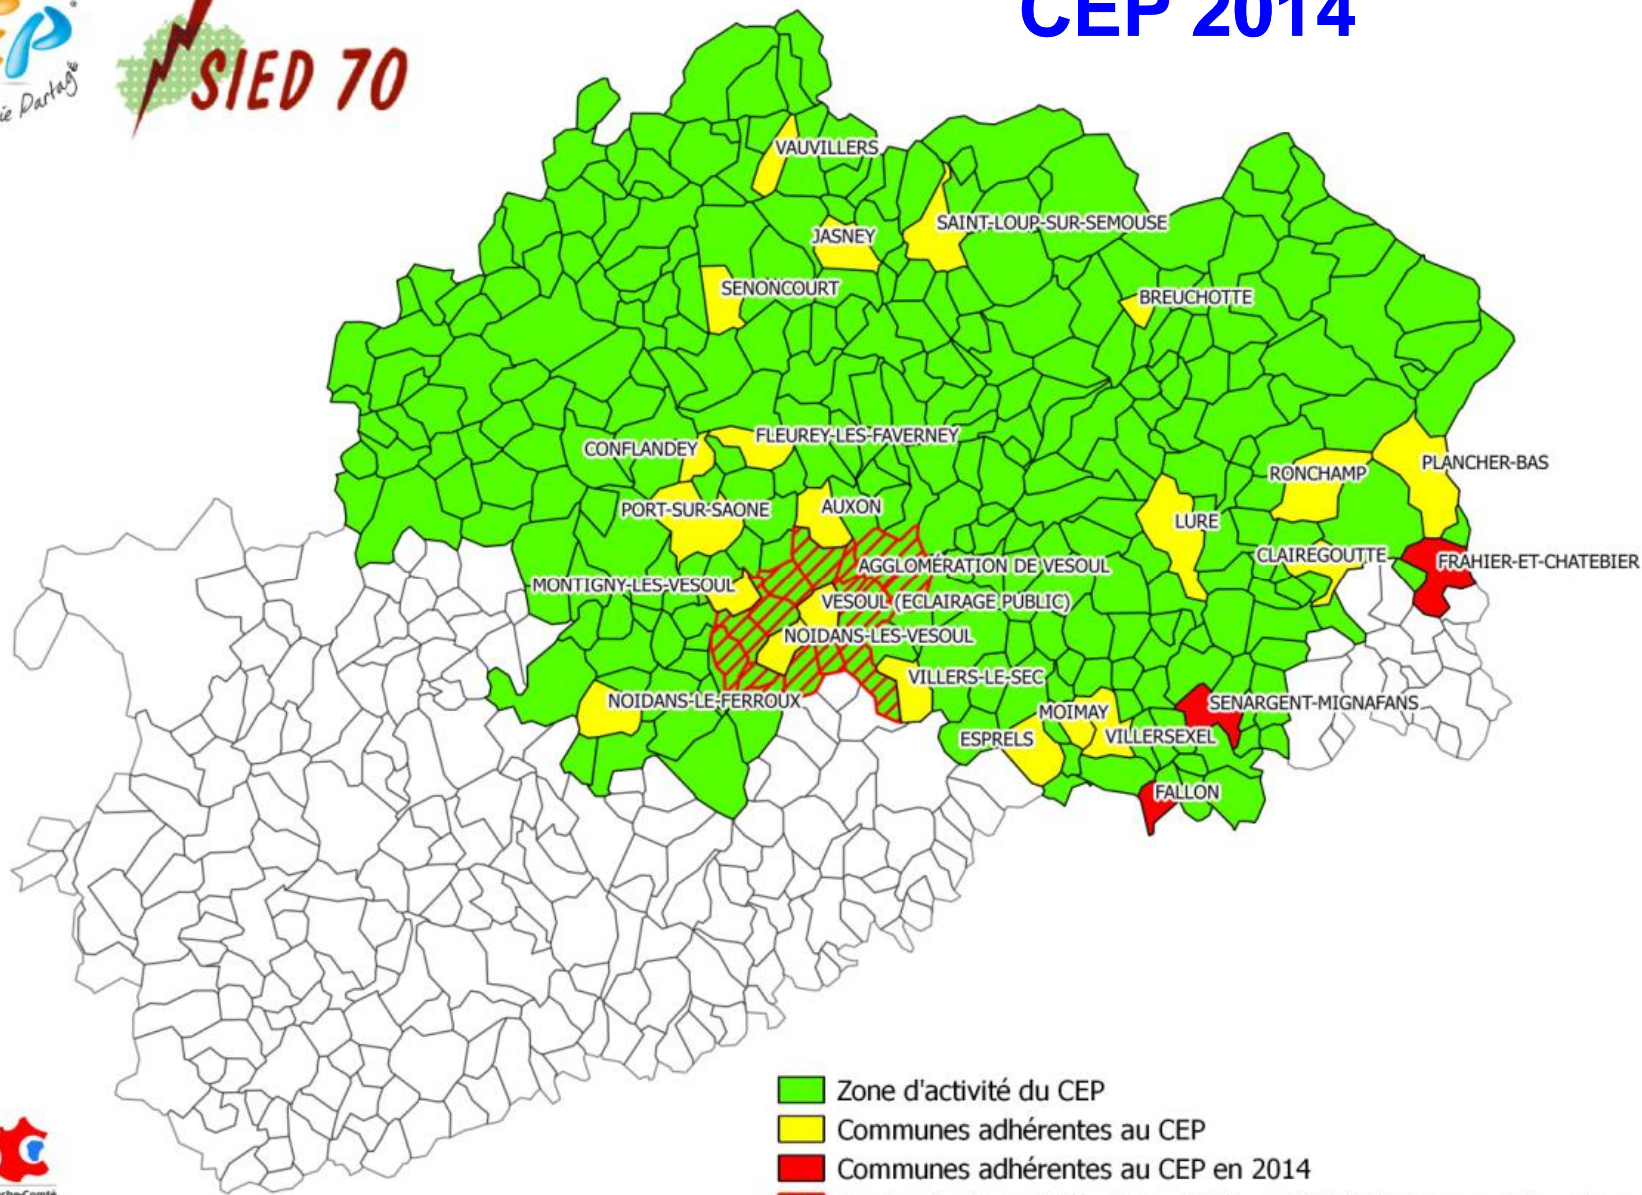 CEP 2014
SIED 70
VAUVILLERS
SAINT-LOUP-SUR-SEMOUSE
JASNEY
SENONCOURT
BREUCHOTTE
FLEUREY-LES-FAVERNEY
CONFLANDEY
PLANCHER-BAS
RONCHAMP
PORT-SUR-SAONE
AUXON
LURE
CLAIREGOUTTE
FRAHIER-ET-CHATEBIER
AGGLOMÉRATION DE VESOUL
MONTIGNY-LES-VESOUL
VESOUL (ECLAIRAGE PUBLIC)
NOIDANS-LES-VESOUL
VILLERS-LE-SEC
NOIDANS-LE-FERROUX
SENARGENT-MIGNAFANS
MOIMAY
VILLERSEXEL
ESPRELS
FALLON
Zone d'activité du CEP
Communes adhérentes au CEP
Communes adhérentes au CEP en 2014